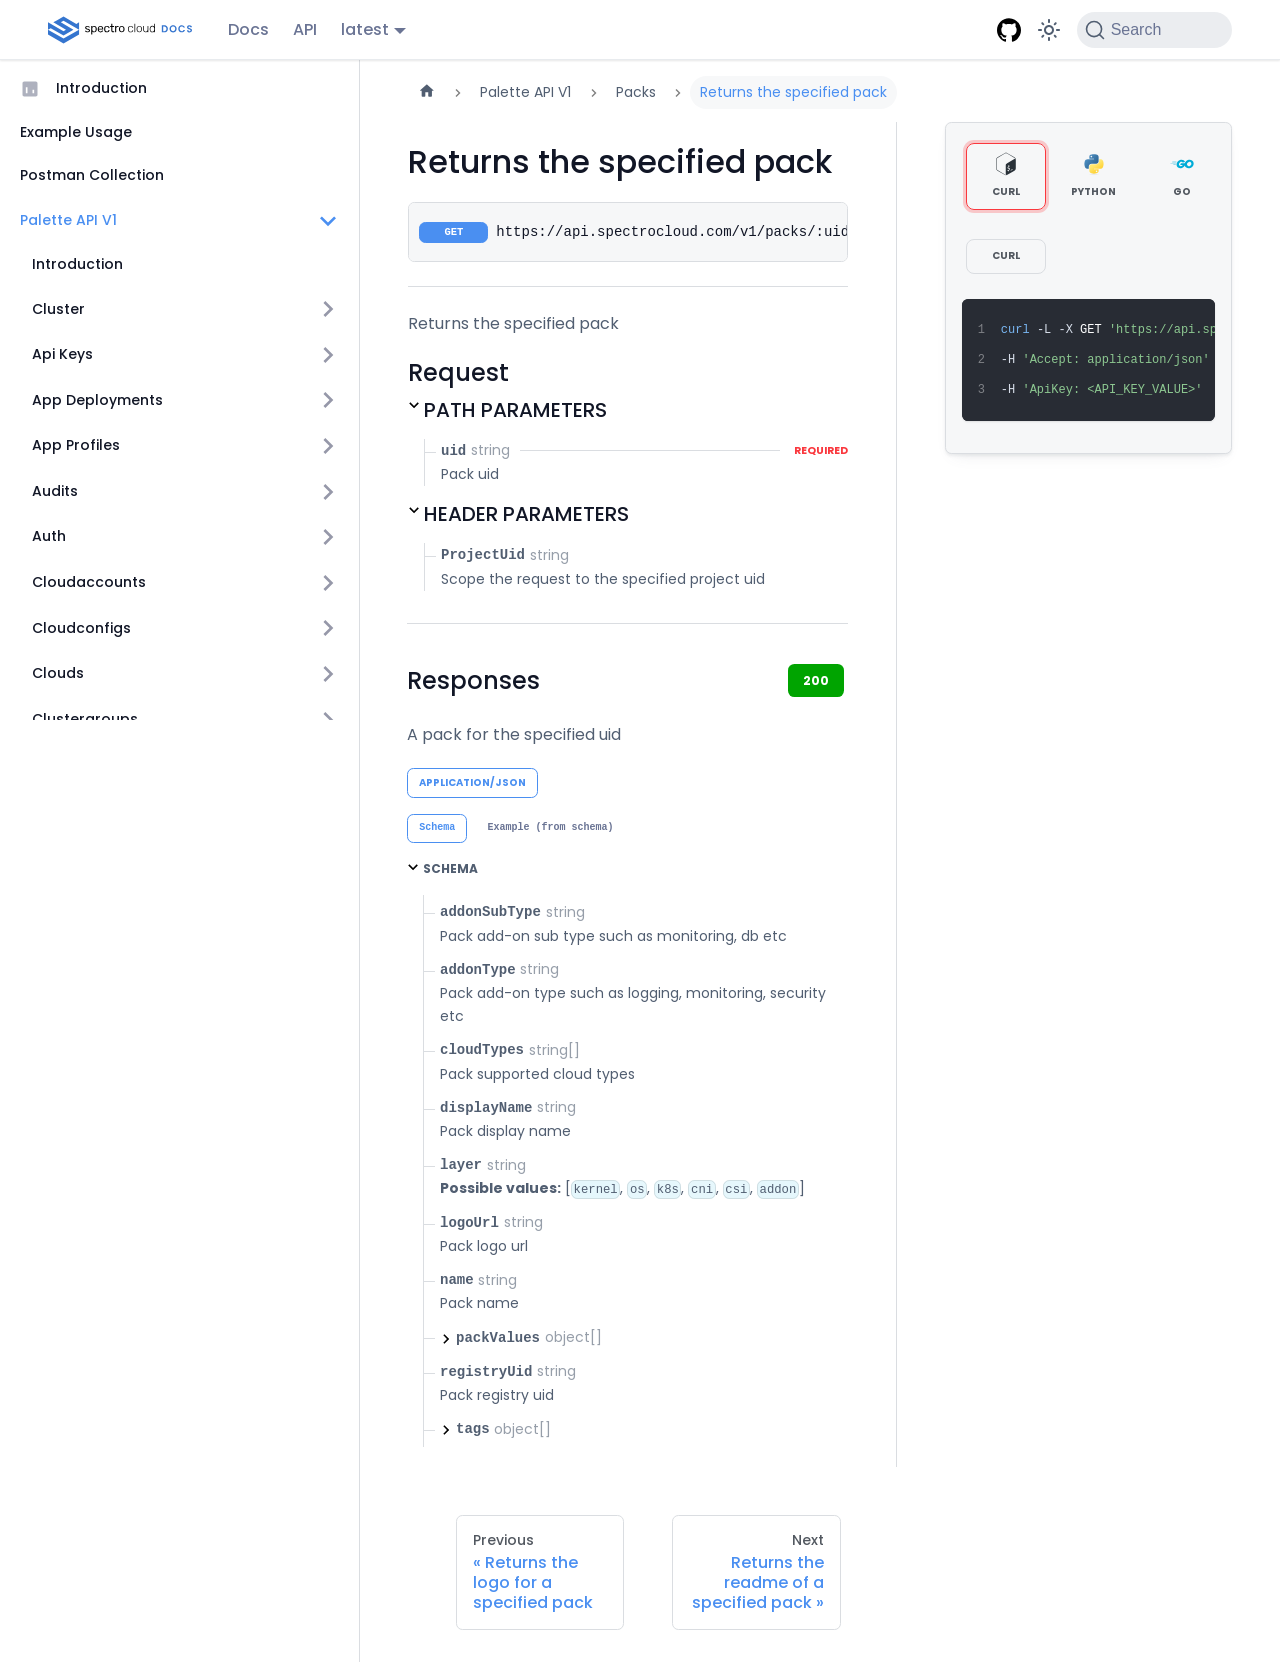 spectro cloud DOCS
Docs
API
latest
Search
Introduction
Example Usage
Postman Collection
Palette API V1
Introduction
Cluster
Api Keys
App Deployments
App Profiles
Audits
Auth
Cloudaccounts
Cloudconfigs
Clouds
Clustergroups
Palette API V1
Packs
Returns the specified pack
Returns the specified pack
GET https://api.spectrocloud.com/v1/packs/:uid
Returns the specified pack
Request
PATH PARAMETERS
uid string REQUIRED
Pack uid
HEADER PARAMETERS
ProjectUid string
Scope the request to the specified project uid
Responses
200
A pack for the specified uid
APPLICATION/JSON
Schema Example (from schema)
SCHEMA
addonSubType string
Pack add-on sub type such as monitoring, db etc
addonType string
Pack add-on type such as logging, monitoring, security
etc
cloudTypes string[]
Pack supported cloud types
displayName string
Pack display name
layer string
Possible values: [kernel, os, k8s, cni, csi, addon]
logoUrl string
Pack logo url
name string
Pack name
packValues object[]
registryUid string
Pack registry uid
tags object[]
CURL
PYTHON
GO
CURL
1 curl -L -X GET 'https://api.sp
2 -H 'Accept: application/json'
3 -H 'ApiKey: <API_KEY_VALUE>'
Previous
« Returns the
logo for a
specified pack
Next
Returns the
readme of a
specified pack »